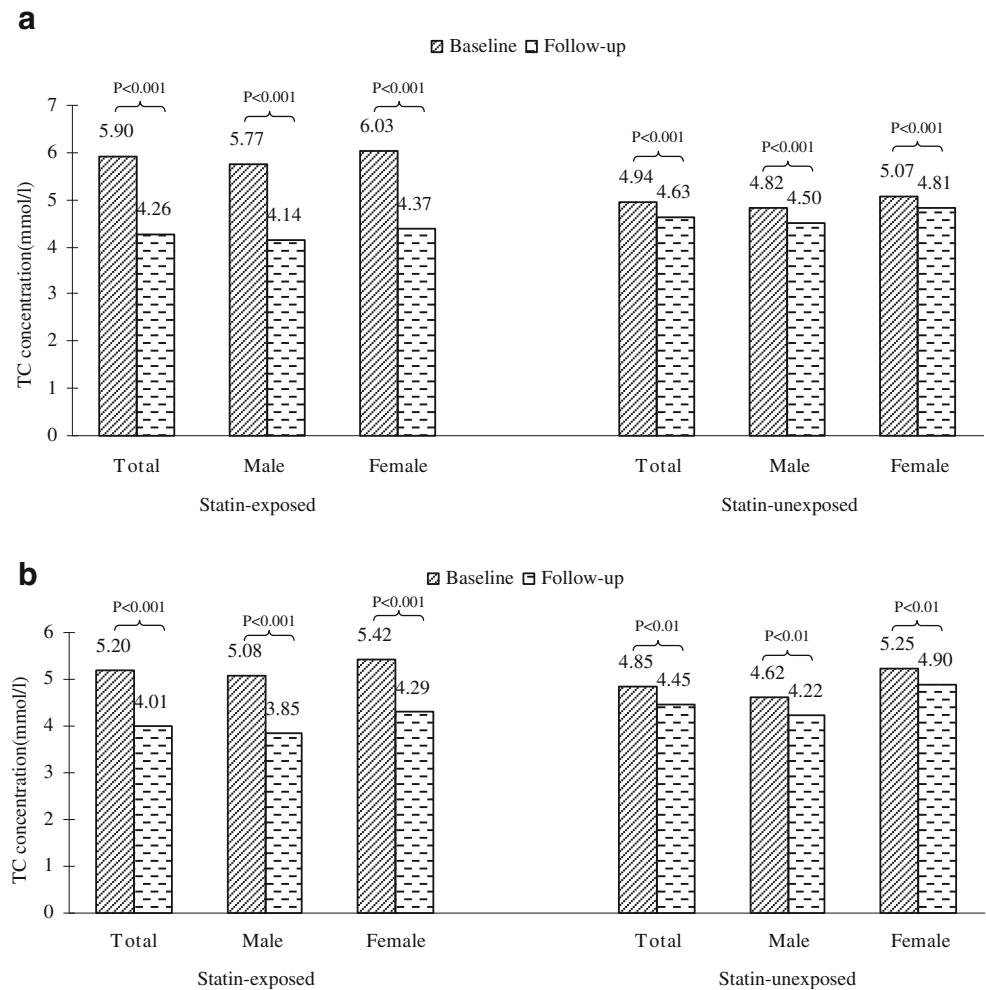 a
Baseline Follow-up
P<0.001 P<0.001 P<0.001 P<0.001 P<0.001 P<0.001
TC concentration(mmol/l)
7
6
5
4
3
2
1
0
5.90 4.26 5.77 4.14 6.03 4.37 4.94 4.63 4.82 4.50 5.07 4.81
Total Male Female Total Male Female
Statin-exposed Statin-unexposed
b
Baseline Follow-up
P<0.001 P<0.001 P<0.001 P<0.01 P<0.01 P<0.01
TC concentration(mmol/l)
6
5
4
3
2
1
0
5.20 4.01 5.08 3.85 5.42 4.29 4.85 4.45 4.62 4.22 5.25 4.90
Total Male Female Total Male Female
Statin-exposed Statin-unexposed